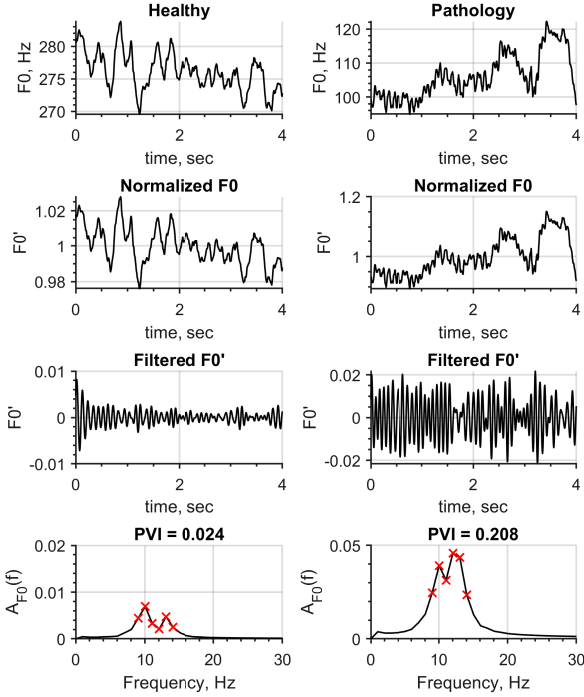 Healthy
F0, Hz
280
275
270
0 2 4
time, sec
Pathology
F0, Hz
120
110
100
0 2 4
time, sec
Normalized F0
F0'
1.02
1
0.98
0 2 4
time, sec
Normalized F0
F0'
1.2
1
0 2 4
time, sec
Filtered F0'
F0'
0.01
0
-0.01
0 2 4
time, sec
Filtered F0'
F0'
0.02
0
-0.02
0 2 4
time, sec
PVI = 0.024
A_F0(f)
0.02
0.01
0
0 10 20 30
Frequency, Hz
PVI = 0.208
A_F0(f)
0.05
0
0 10 20 30
Frequency, Hz